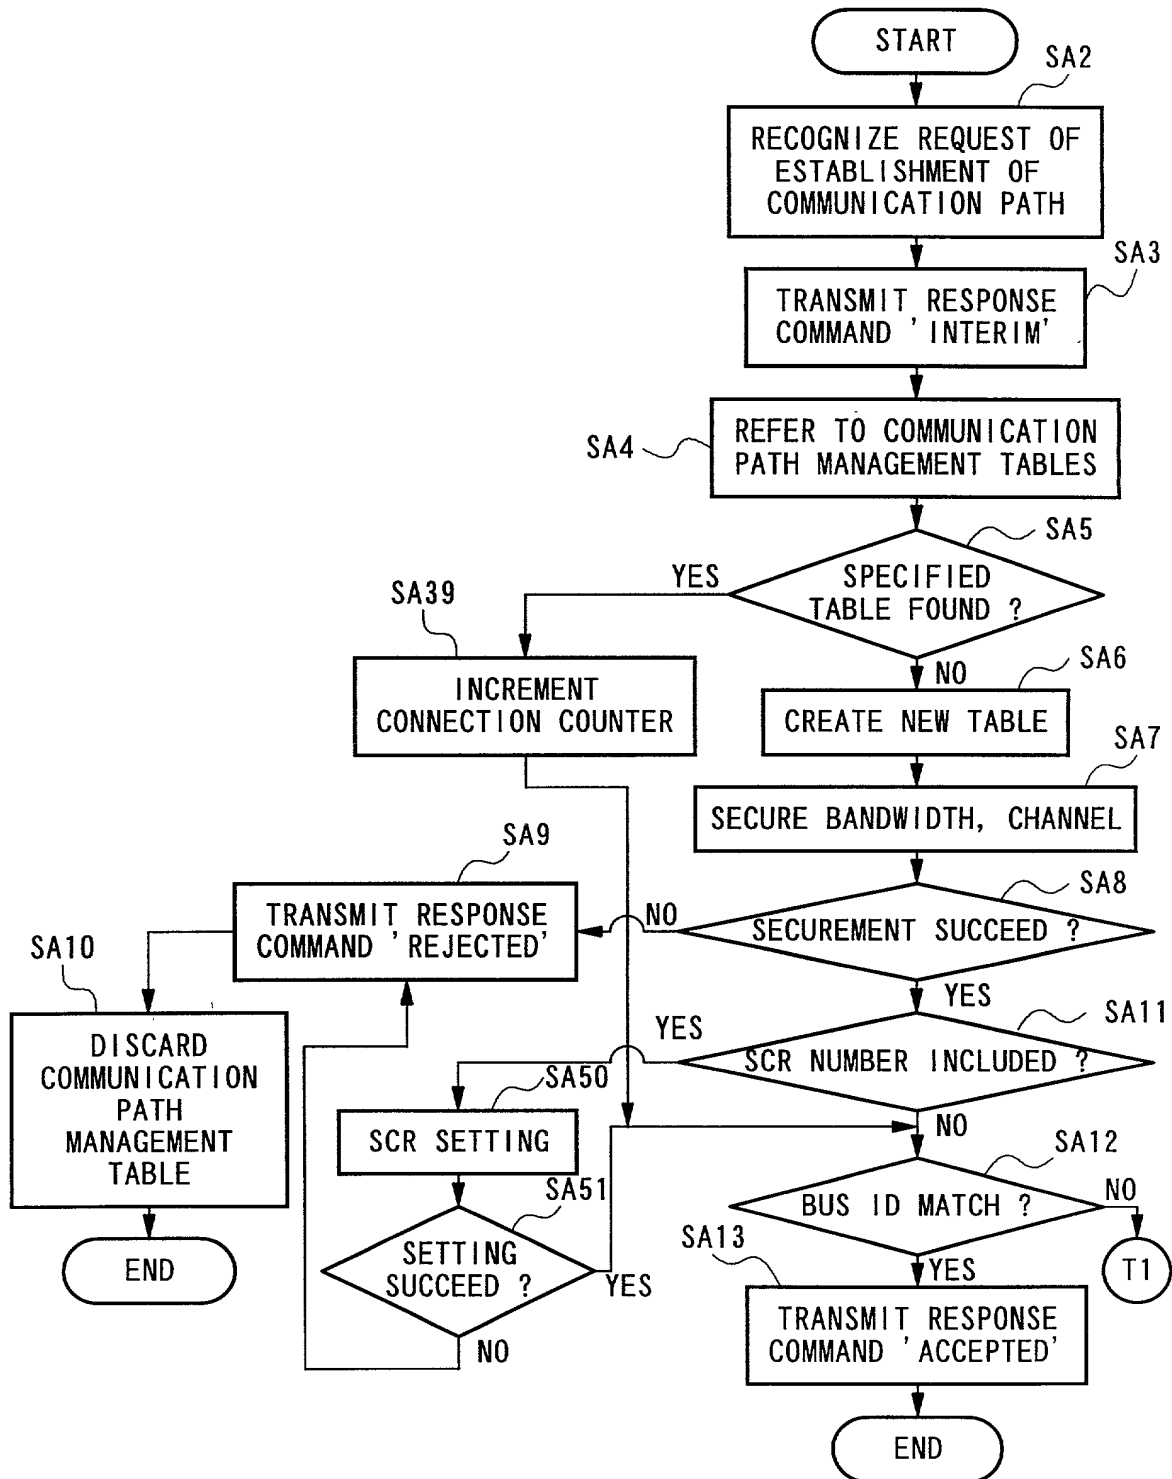 START
SA2
RECOGNIZE REQUEST OF
ESTABLISHMENT OF
COMMUNICATION PATH
SA3
TRANSMIT RESPONSE
COMMAND 'INTERIM'
SA4
REFER TO COMMUNICATION
PATH MANAGEMENT TABLES
SA5
SPECIFIED
TABLE FOUND ?
YES
NO
SA39
INCREMENT
CONNECTION COUNTER
SA6
CREATE NEW TABLE
SA7
SECURE BANDWIDTH, CHANNEL
SA8
SECUREMENT SUCCEED ?
NO
YES
SA9
TRANSMIT RESPONSE
COMMAND 'REJECTED'
SA10
DISCARD
COMMUNICATION
PATH
MANAGEMENT
TABLE
END
SA11
SCR NUMBER INCLUDED ?
YES
NO
SA50
SCR SETTING
SA51
SETTING
SUCCEED ?
YES
NO
SA12
BUS ID MATCH ?
NO
T1
YES
SA13
TRANSMIT RESPONSE
COMMAND 'ACCEPTED'
END